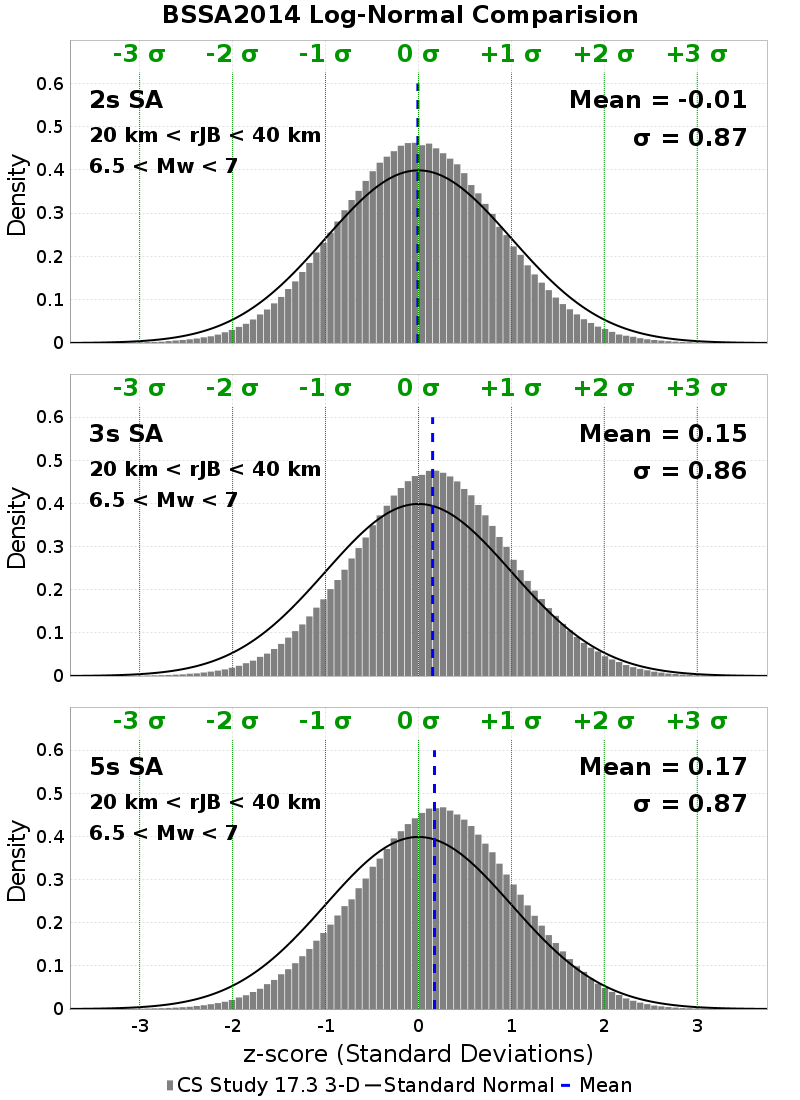 BSSA2014 Log-Normal Comparision
-3 σ -2 σ -1 σ 0 σ +1 σ +2 σ +3 σ
2s SA
Mean = -0.01
20 km < rJB < 40 km
σ = 0.87
6.5 < Mw < 7
Density
0.6
0.5
0.4
0.3
0.2
0.1
0
-3 σ -2 σ -1 σ 0 σ +1 σ +2 σ +3 σ
3s SA
Mean = 0.15
20 km < rJB < 40 km
σ = 0.86
6.5 < Mw < 7
Density
0.6
0.5
0.4
0.3
0.2
0.1
0
-3 σ -2 σ -1 σ 0 σ +1 σ +2 σ +3 σ
5s SA
Mean = 0.17
20 km < rJB < 40 km
σ = 0.87
6.5 < Mw < 7
Density
0.6
0.5
0.4
0.3
0.2
0.1
0
-3 -2 -1 0 1 2 3
z-score (Standard Deviations)
CS Study 17.3 3-D Standard Normal Mean